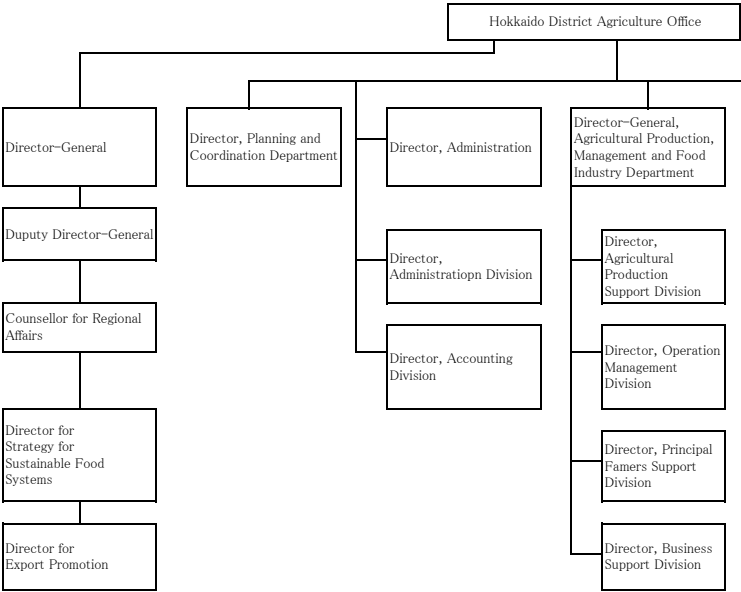 Hokkaido District Agriculture Office
Director-General
Duputy Director-General
Counsellor for Regional
Affairs
Director for
Strategy for
Sustainable Food
Systems
Director for
Export Promotion
Director, Planning and
Coordination Department
Director, Administration
Director,
Administratiopn Division
Director, Accounting
Division
Director-General,
Agricultural Production,
Management and Food
Industry Department
Director,
Agricultural
Production
Support Division
Director, Operation
Management
Division
Director, Principal
Famers Support
Division
Director, Business
Support Division